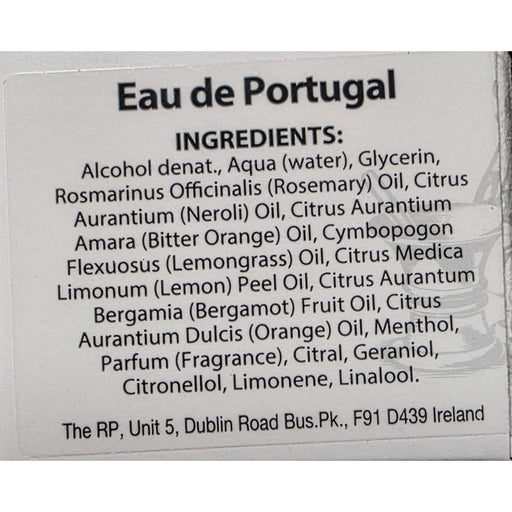 Eau de Portugal
INGREDIENTS:
Alcohol denat., Aqua (water), Glycerin,
Rosmarinus Officinalis (Rosemary) Oil, Citrus
Aurantium (Neroli) Oil, Citrus Aurantium
Amara (Bitter Orange) Oil, Cymbopogon
Flexuosus (Lemongrass) Oil, Citrus Medica
Limonum (Lemon) Peel Oil, Citrus Aurantum
Bergamia (Bergamot) Fruit Oil, Citrus
Aurantium Dulcis (Orange) Oil, Menthol,
Parfum (Fragrance), Citral, Geraniol,
Citronellol, Limonene, Linalool.
The RP, Unit 5, Dublin Road Bus.Pk., F91 D439 Ireland